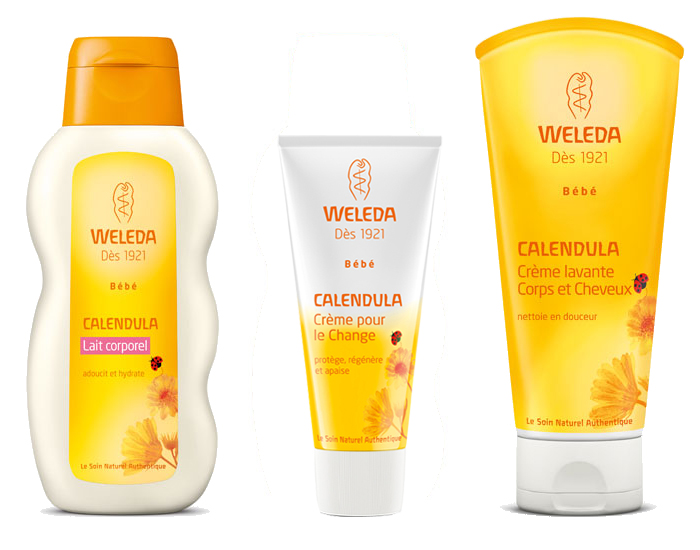 WELEDA
Dès 1921
Bébé
CALENDULA
Lait corporel
adoucit et hydrate
Le Soin Naturel Authentique
WELEDA
Dès 1921
Bébé
CALENDULA
Crème pour
le Change
protège, régénère
et apaise
Le Soin Naturel Authentique
WELEDA
Dès 1921
Bébé
CALENDULA
Crème lavante
Corps et Cheveux
nettoie en douceur
Le Soin Naturel Authentique